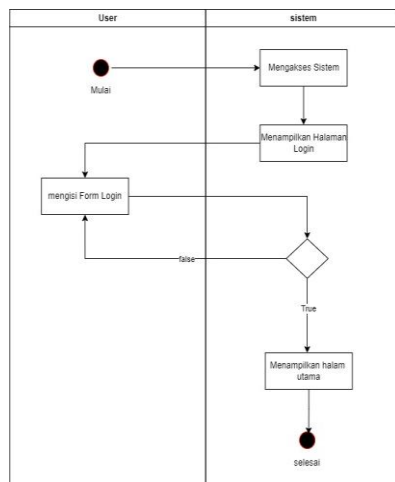 User
sistem
Mengakses Sistem
Mulai
Menampilkan Halaman
Login
mengisi Form Login
false
True
Menampilkan halam
utama
selesai